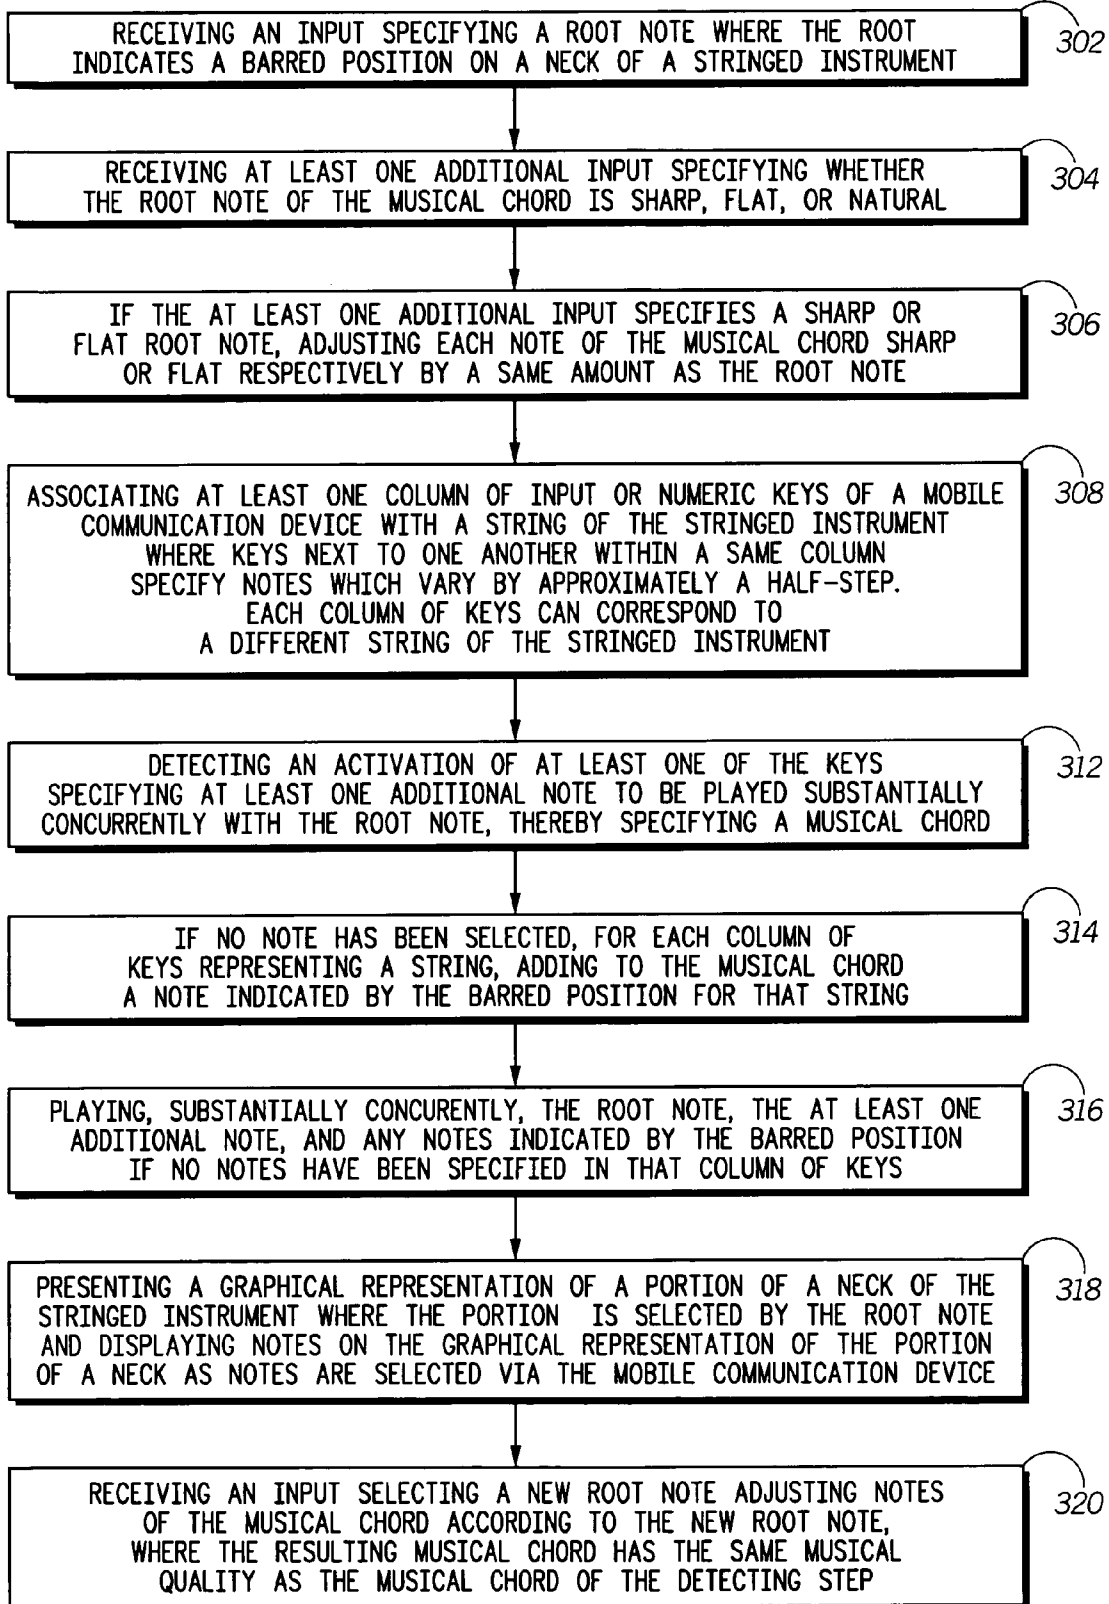 RECEIVING AN INPUT SPECIFYING A ROOT NOTE WHERE THE ROOT
INDICATES A BARRED POSITION ON A NECK OF A STRINGED INSTRUMENT
302
RECEIVING AT LEAST ONE ADDITIONAL INPUT SPECIFYING WHETHER
THE ROOT NOTE OF THE MUSICAL CHORD IS SHARP, FLAT, OR NATURAL
304
IF THE AT LEAST ONE ADDITIONAL INPUT SPECIFIES A SHARP OR
FLAT ROOT NOTE, ADJUSTING EACH NOTE OF THE MUSICAL CHORD SHARP
OR FLAT RESPECTIVELY BY A SAME AMOUNT AS THE ROOT NOTE
306
ASSOCIATING AT LEAST ONE COLUMN OF INPUT OR NUMERIC KEYS OF A MOBILE
COMMUNICATION DEVICE WITH A STRING OF THE STRINGED INSTRUMENT
WHERE KEYS NEXT TO ONE ANOTHER WITHIN A SAME COLUMN
SPECIFY NOTES WHICH VARY BY APPROXIMATELY A HALF-STEP.
EACH COLUMN OF KEYS CAN CORRESPOND TO
A DIFFERENT STRING OF THE STRINGED INSTRUMENT
308
DETECTING AN ACTIVATION OF AT LEAST ONE OF THE KEYS
SPECIFYING AT LEAST ONE ADDITIONAL NOTE TO BE PLAYED SUBSTANTIALLY
CONCURRENTLY WITH THE ROOT NOTE, THEREBY SPECIFYING A MUSICAL CHORD
312
IF NO NOTE HAS BEEN SELECTED, FOR EACH COLUMN OF
KEYS REPRESENTING A STRING, ADDING TO THE MUSICAL CHORD
A NOTE INDICATED BY THE BARRED POSITION FOR THAT STRING
314
PLAYING, SUBSTANTIALLY CONCURENTLY, THE ROOT NOTE, THE AT LEAST ONE
ADDITIONAL NOTE, AND ANY NOTES INDICATED BY THE BARRED POSITION
IF NO NOTES HAVE BEEN SPECIFIED IN THAT COLUMN OF KEYS
316
PRESENTING A GRAPHICAL REPRESENTATION OF A PORTION OF A NECK OF THE
STRINGED INSTRUMENT WHERE THE PORTION IS SELECTED BY THE ROOT NOTE
AND DISPLAYING NOTES ON THE GRAPHICAL REPRESENTATION OF THE PORTION
OF A NECK AS NOTES ARE SELECTED VIA THE MOBILE COMMUNICATION DEVICE
318
RECEIVING AN INPUT SELECTING A NEW ROOT NOTE ADJUSTING NOTES
OF THE MUSICAL CHORD ACCORDING TO THE NEW ROOT NOTE,
WHERE THE RESULTING MUSICAL CHORD HAS THE SAME MUSICAL
QUALITY AS THE MUSICAL CHORD OF THE DETECTING STEP
320